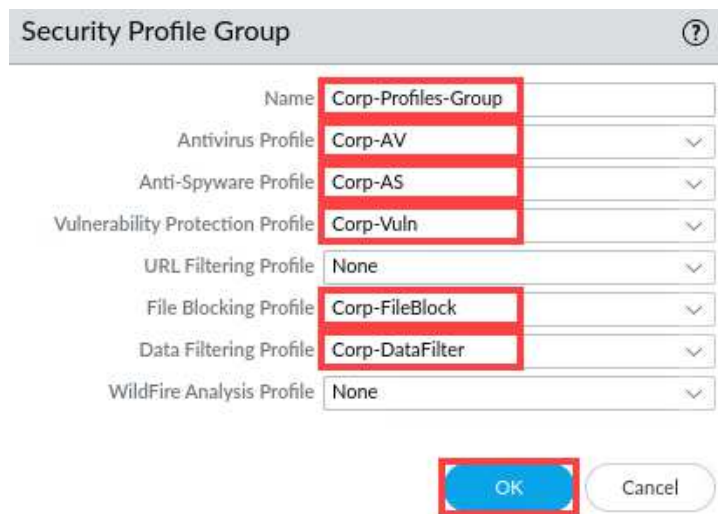 Security Profile Group ?
Name Corp-Profiles-Group
Antivirus Profile Corp-AV
Anti-Spyware Profile Corp-AS
Vulnerability Protection Profile Corp-Vuln
URL Filtering Profile None
File Blocking Profile Corp-FileBlock
Data Filtering Profile Corp-DataFilter
WildFire Analysis Profile None
OK Cancel